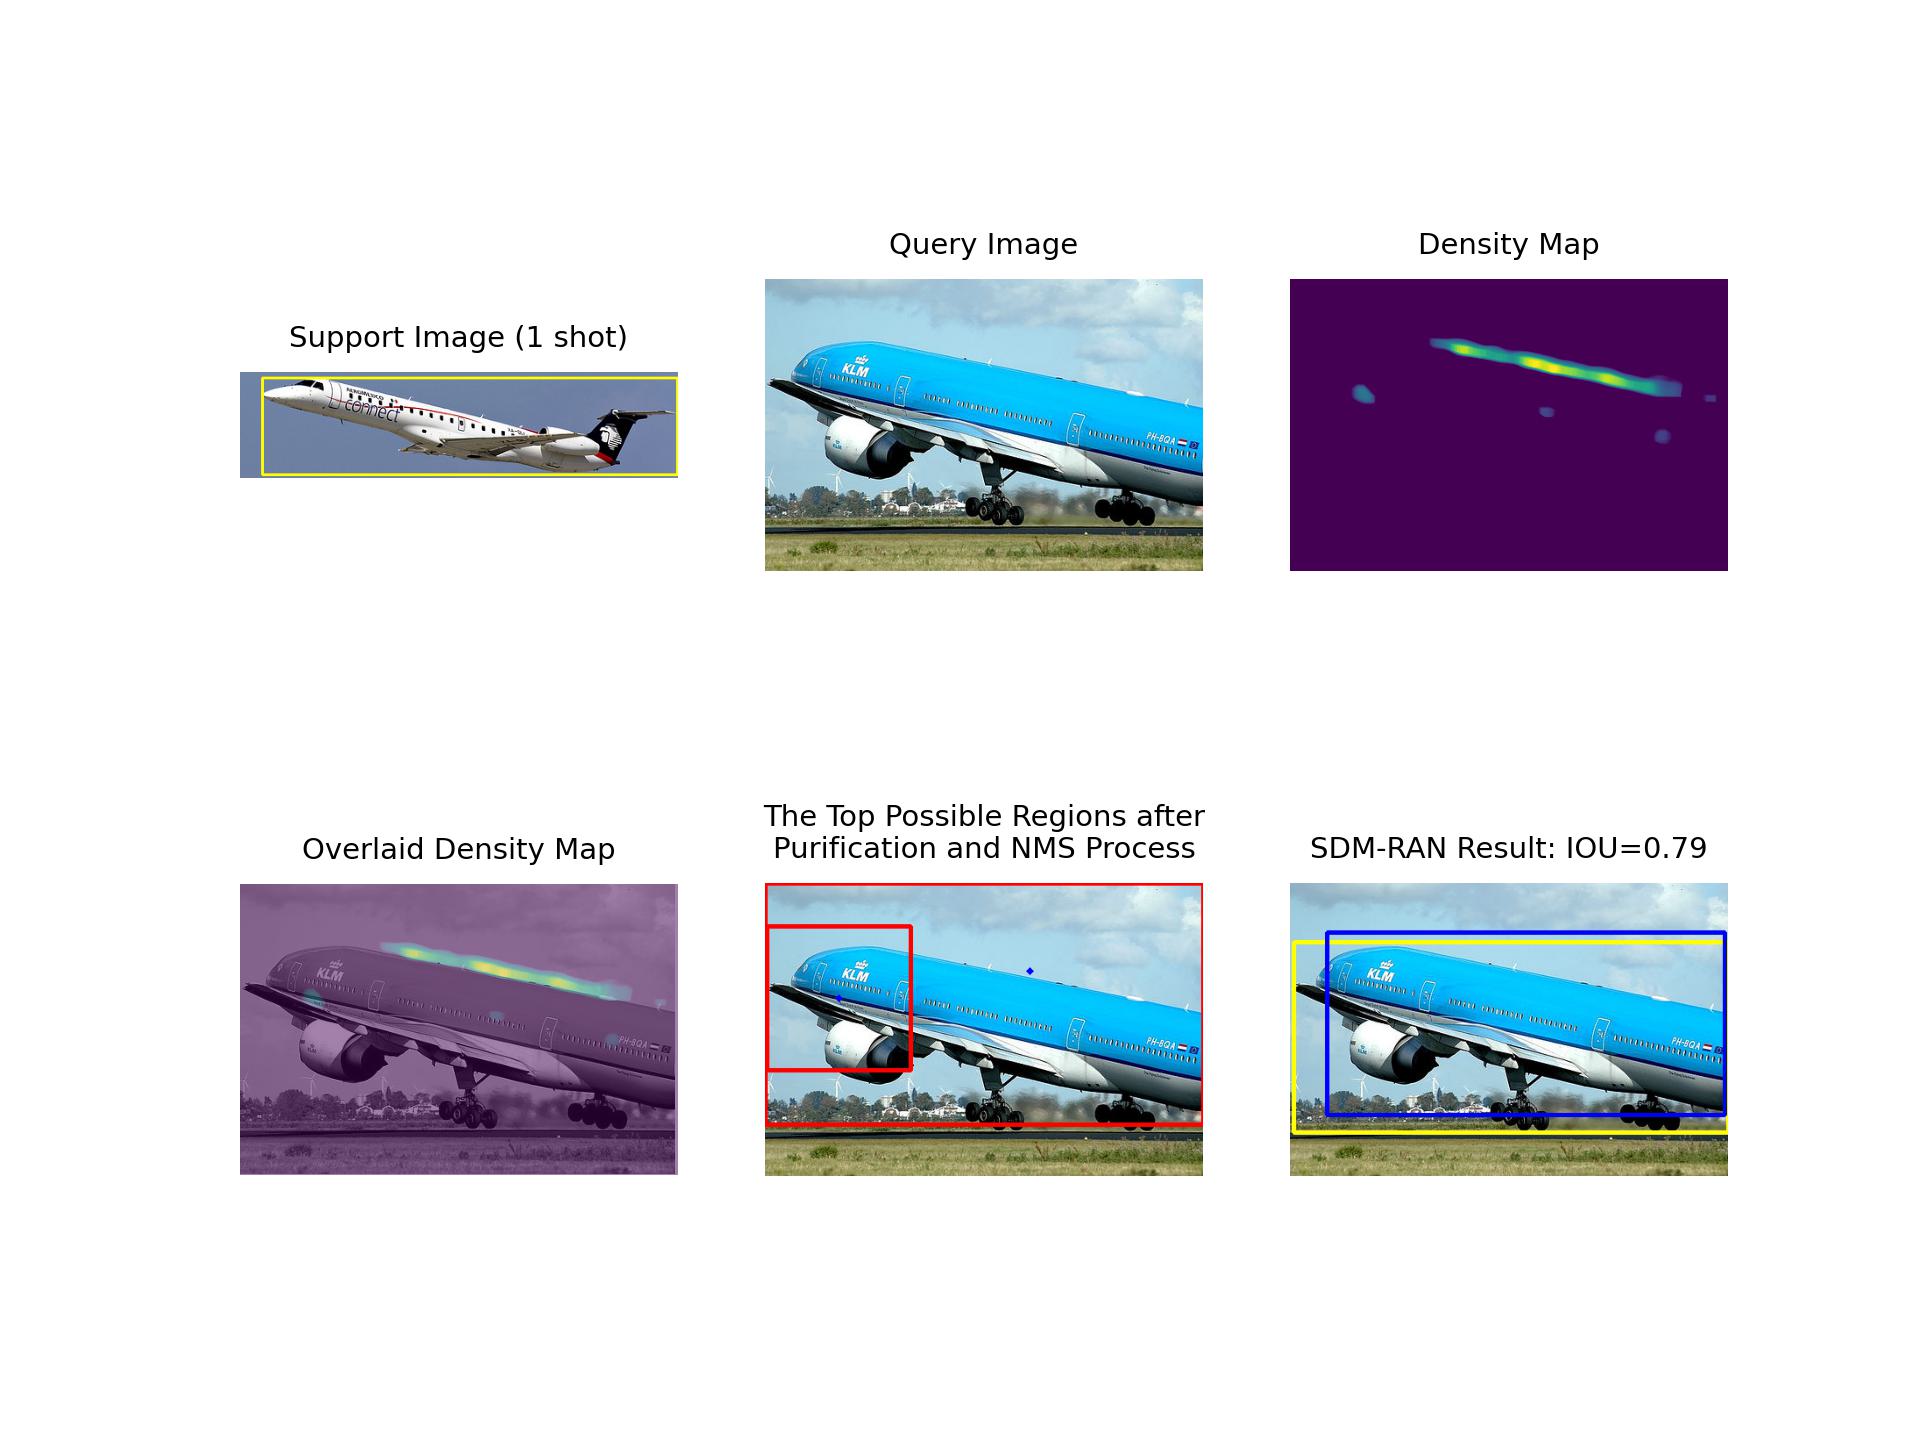 Query Image
Density Map
Support Image (1 shot)
AEROMEXICO
connect
KLM
PH-BQA
Overlaid Density Map
The Top Possible Regions after
Purification and NMS Process
SDM-RAN Result: IOU=0.79
KLM
PH-BQA
KLM
PH-BQA
KLM
PH-BQA